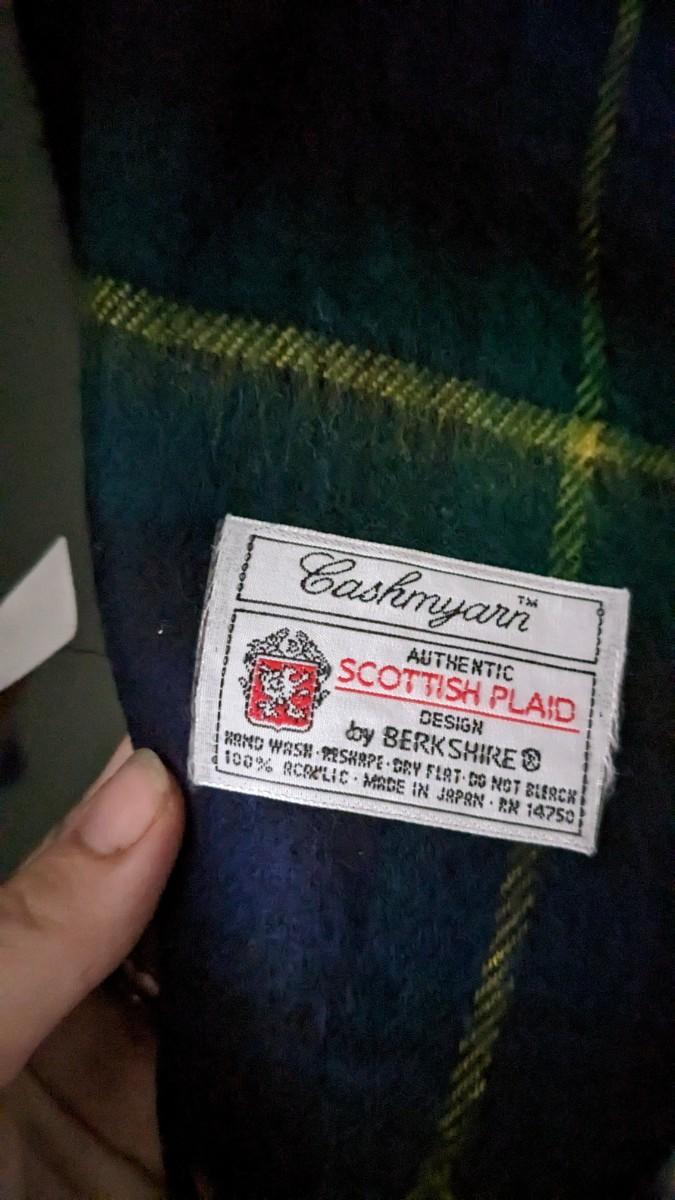 Cashmyarn™
AUTHENTIC
SCOTTISH PLAID
DESIGN
by BERKSHIRE®
HAND WASH · RESHAPE · DRY FLAT · DO NOT BLEACH
100% ACRYLIC · MADE IN JAPAN · RN 14750